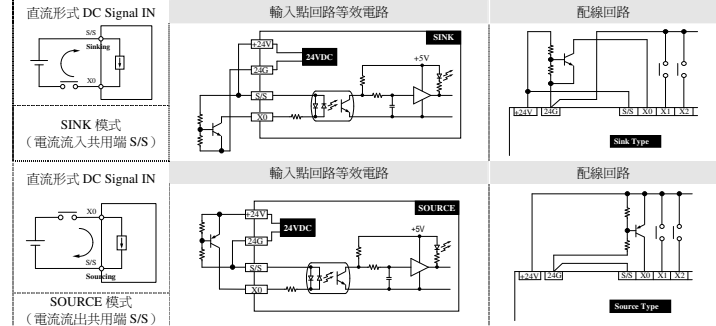 直流形式 DC Signal IN
輸入點回路等效電路
配線回路
S/S
Sinking
X0
SINK 模式
（電流流入共用端 S/S）
+24V
24G
24VDC
S/S
X0
+5V
SINK
+24V 24G S/S X0 X1 X2
Sink Type
直流形式 DC Signal IN
輸入點回路等效電路
配線回路
X0
S/S
Sourcing
SOURCE 模式
（電流流出共用端 S/S）
+24V
24G
24VDC
S/S
X0
+5V
SOURCE
+24V 24G S/S X0 X1 X2
Source Type